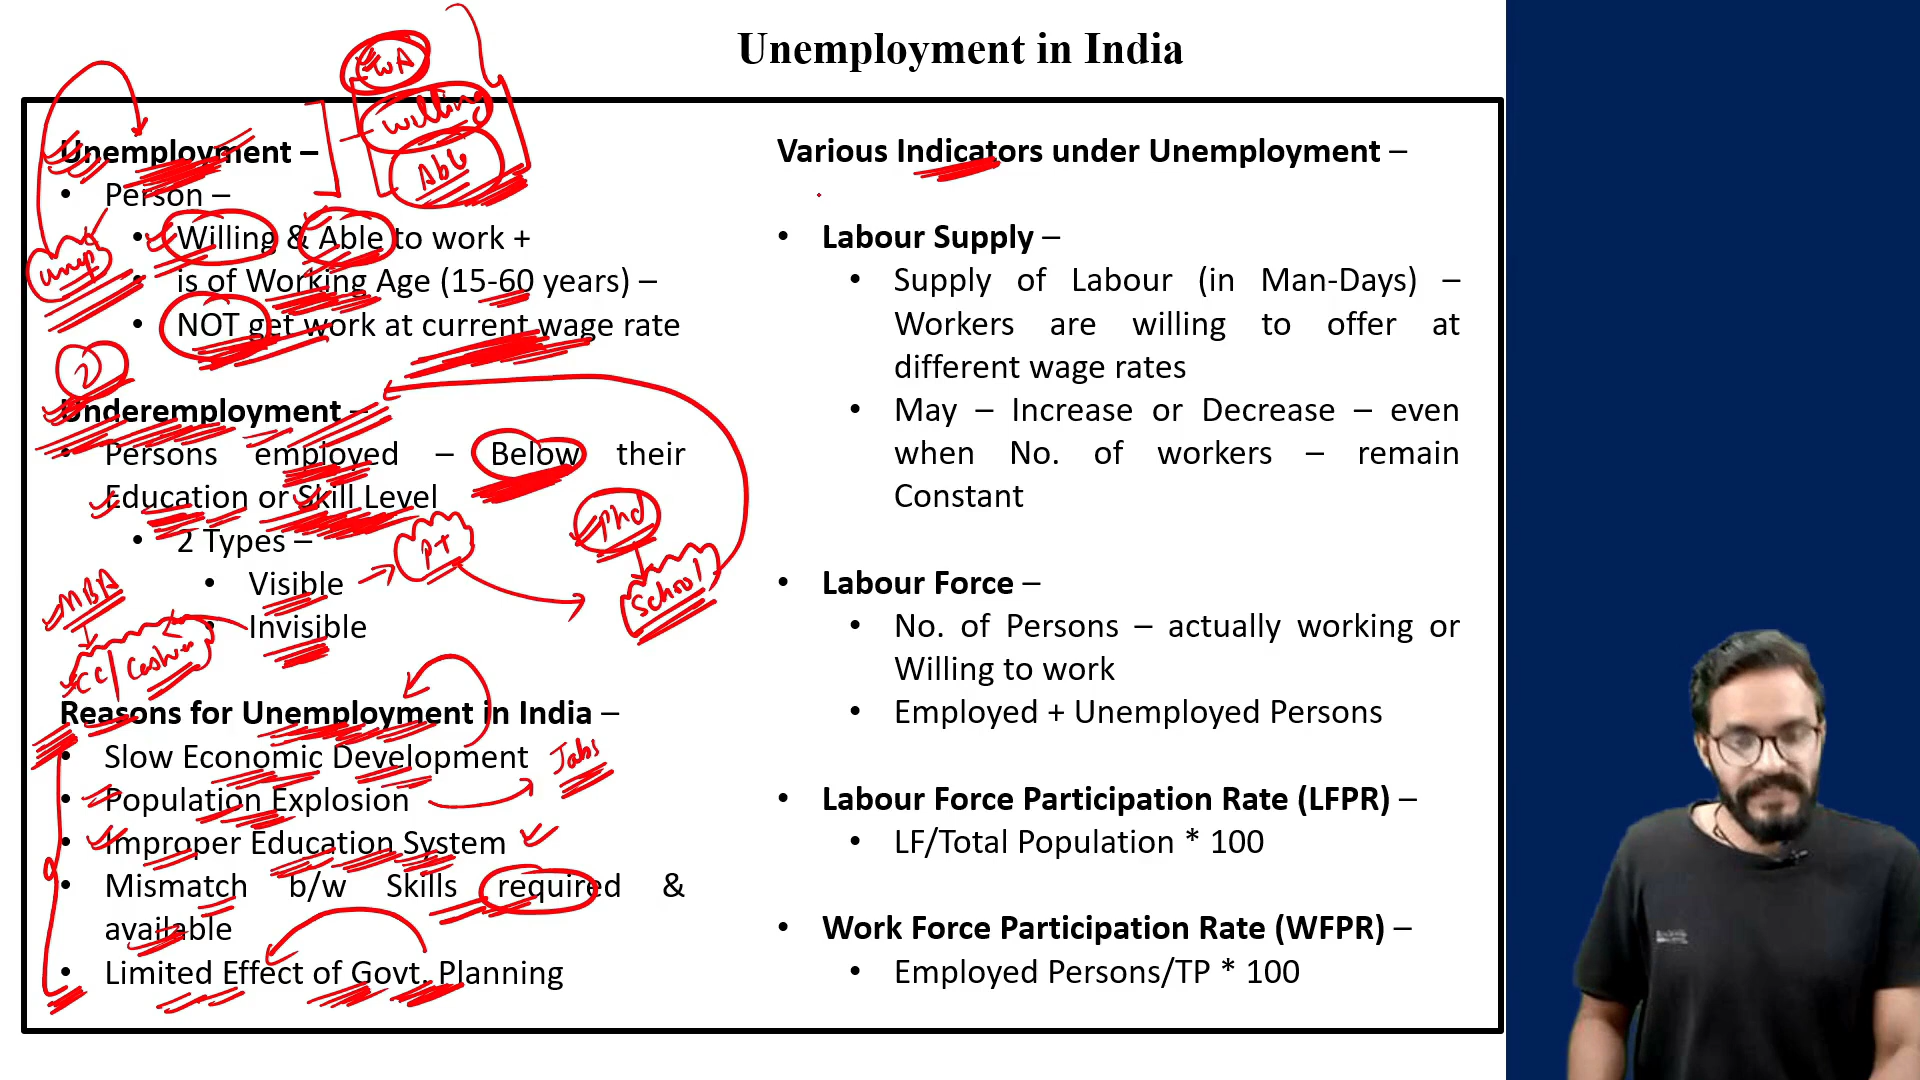 Unemployment in India
WA
willing
Able
Unemployment –
• Person –
• Willing & Able to work +
• is of Working Age (15-60 years) –
• NOT get work at current wage rate
unep
2
Underemployment –
• Persons employed – Below their
Education or Skill Level
• 2 Types –
• Visible
• Invisible
PT
Phd
School
MBA
CC/
Reasons for Unemployment in India –
• Slow Economic Development
• Population Explosion
Jobs
• Improper Education System
• Mismatch b/w Skills required &
available
• Limited Effect of Govt. Planning
Various Indicators under Unemployment –
• Labour Supply –
• Supply of Labour (in Man-Days) –
Workers are willing to offer at
different wage rates
• May – Increase or Decrease – even
when No. of workers – remain
Constant
• Labour Force –
• No. of Persons – actually working or
Willing to work
• Employed + Unemployed Persons
• Labour Force Participation Rate (LFPR) –
• LF/Total Population * 100
• Work Force Participation Rate (WFPR) –
• Employed Persons/TP * 100